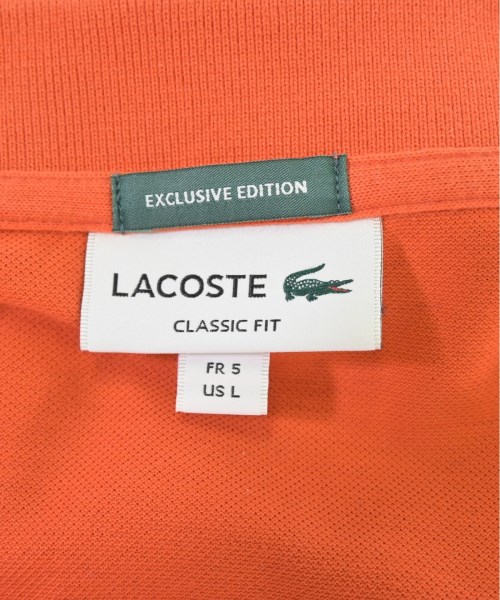 EXCLUSIVE EDITION
LACOSTE
CLASSIC FIT
FR 5
US L